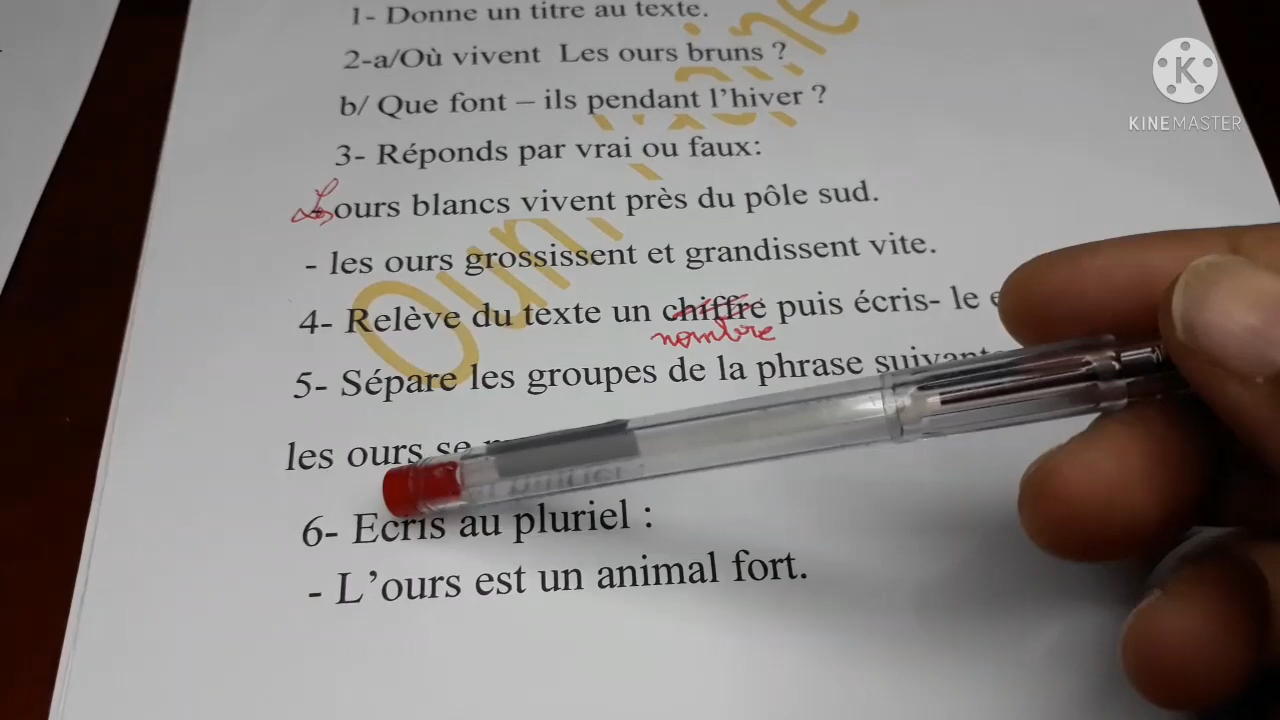 1- Donne un titre au texte.
2-a/Où vivent Les ours bruns ?
b/ Que font – ils pendant l'hiver ?
3- Réponds par vrai ou faux:
Les ours blancs vivent près du pôle sud.
- les ours grossissent et grandissent vite.
4- Relève du texte un chiffre puis écris- le
nombre
5- Sépare les groupes de la phrase suivante
les ours se
6- Ecris au pluriel :
- L'ours est un animal fort.
KINEMASTER